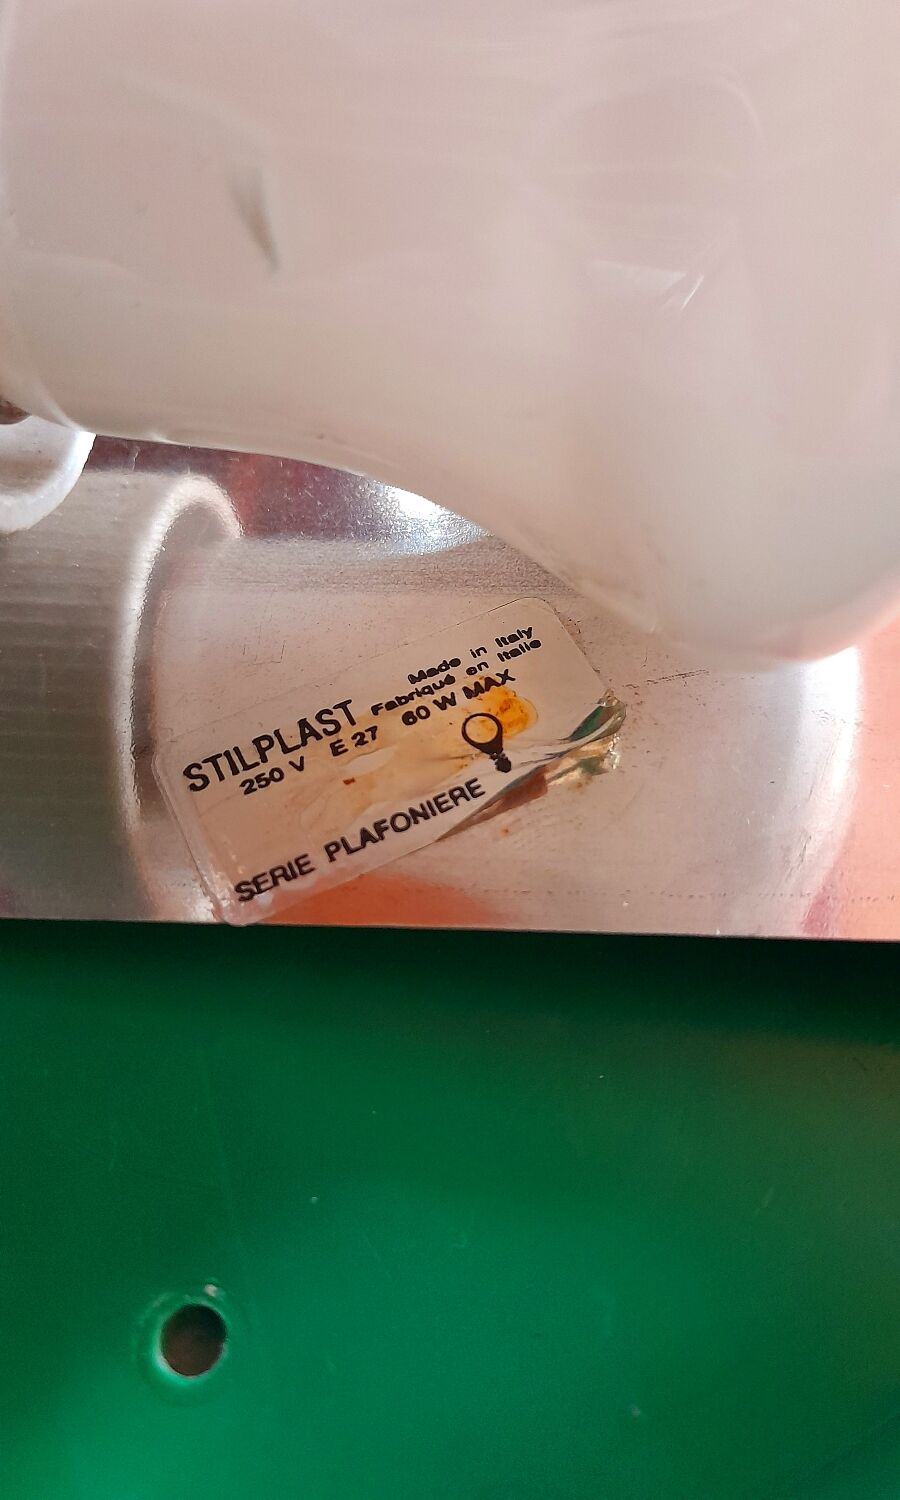 Made in Italy
Fabriqué en Italie
STILPLAST
250 V E 27 60 W MAX
SERIE PLAFONIERE